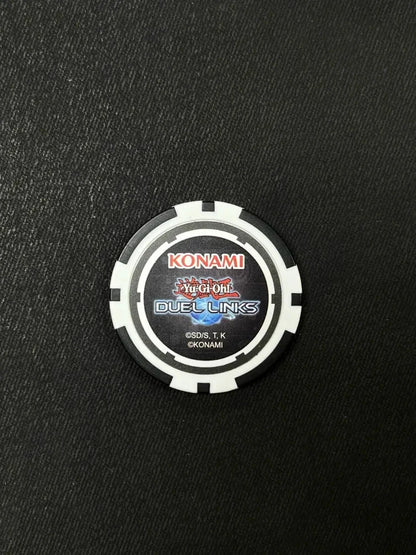 KONAMI
Yu-Gi-Oh!
DUEL LINKS
©SD/S, T, K
©KONAMI